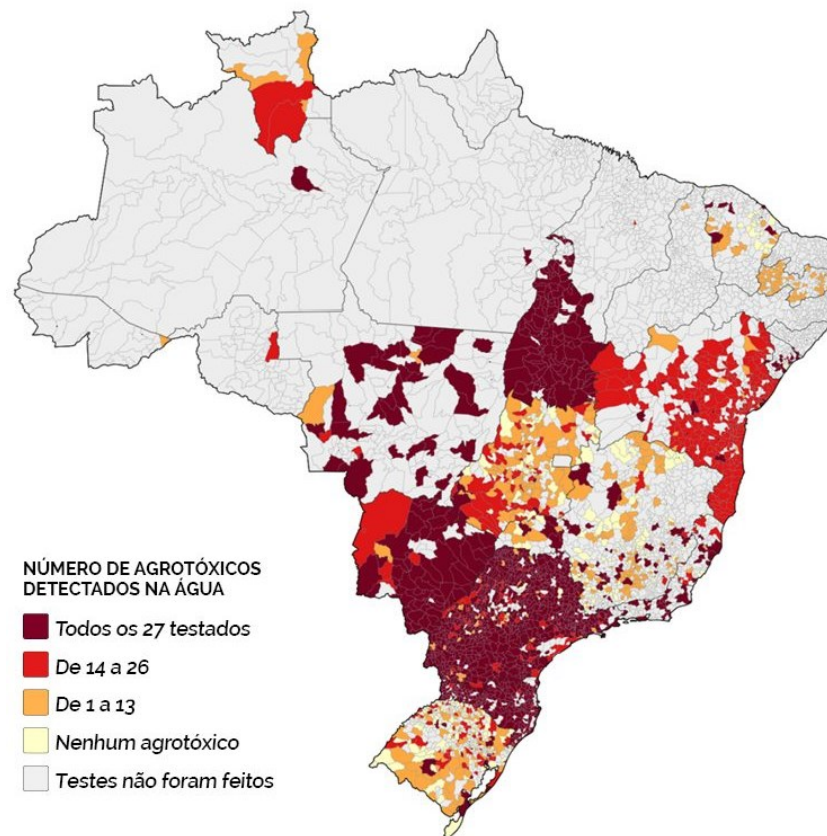 NÚMERO DE AGROTÓXICOS
DETECTADOS NA ÁGUA
Todos os 27 testados
De 14 a 26
De 1 a 13
Nenhum agrotóxico
Testes não foram feitos